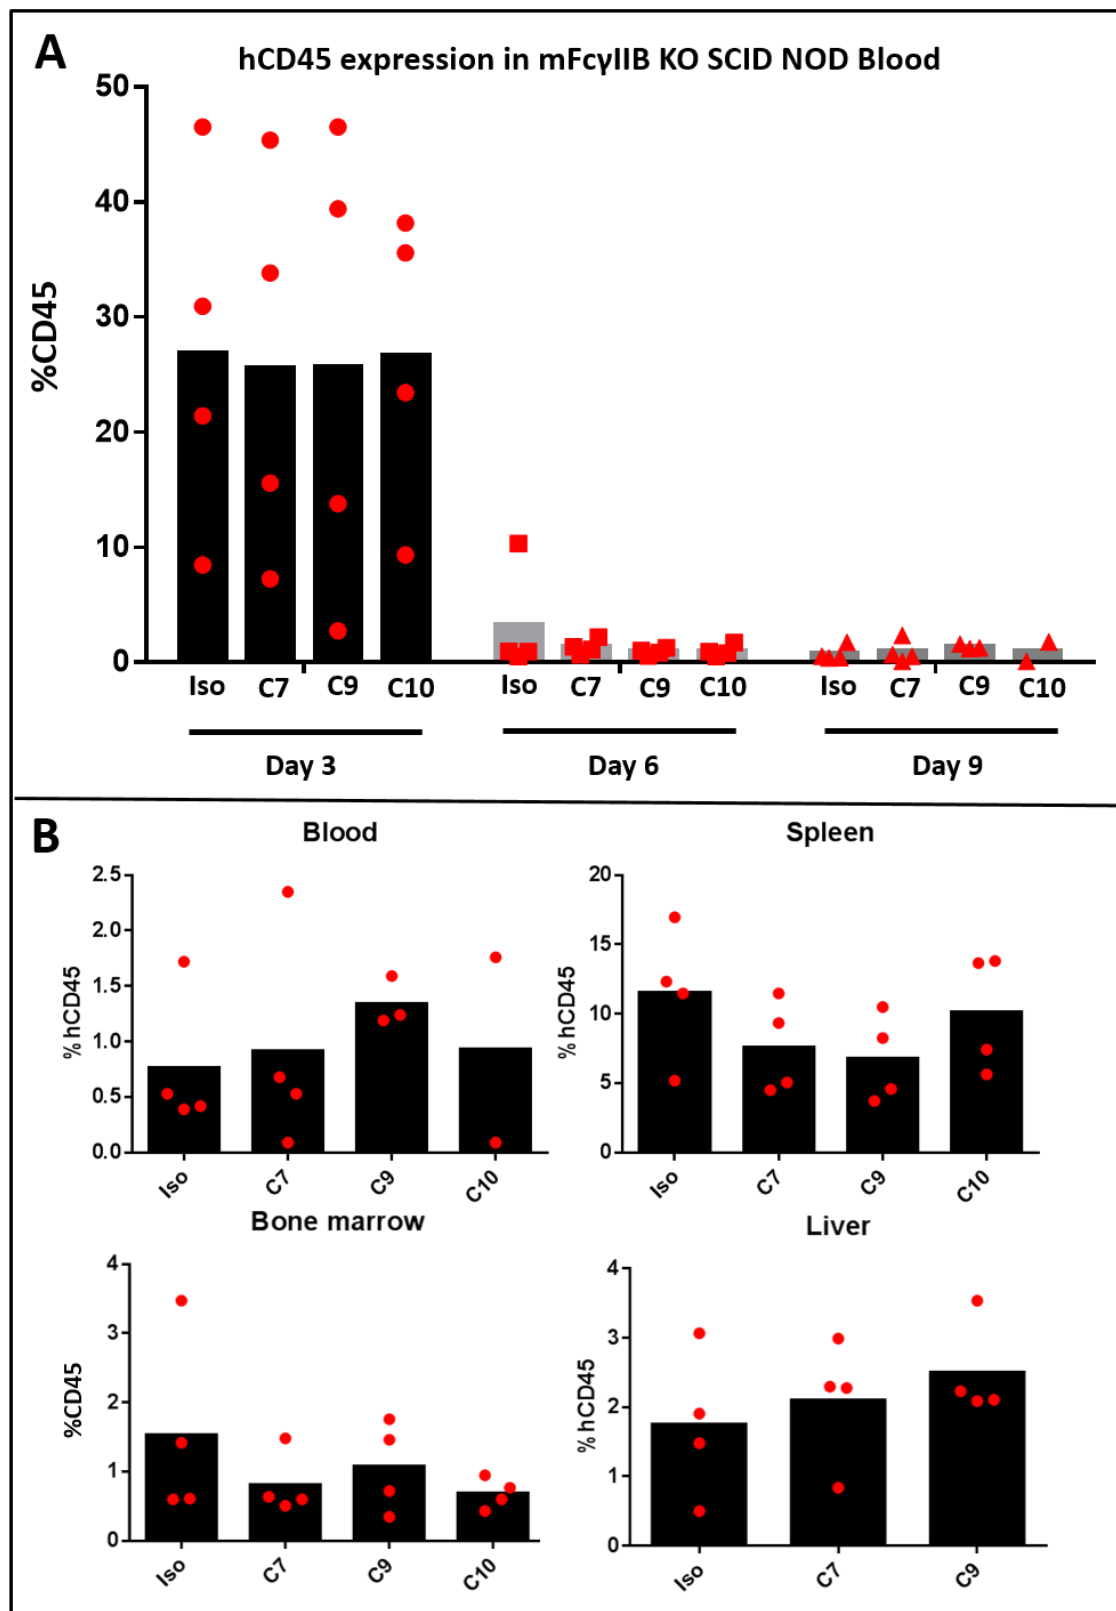 A
hCD45 expression in mFcγIIB KO SCID NOD Blood
%CD45
50
40
30
20
10
0
Iso C7 C9 C10 Iso C7 C9 C10 Iso C7 C9 C10
Day 3 Day 6 Day 9
B
Blood
% hCD45
2.5
2.0
1.5
1.0
0.5
0.0
Iso C7 C9 C10
Spleen
% hCD45
20
15
10
5
0
Iso C7 C9 C10
Bone marrow
%CD45
4
3
2
1
0
Iso C7 C9 C10
Liver
% hCD45
4
3
2
1
0
Iso C7 C9